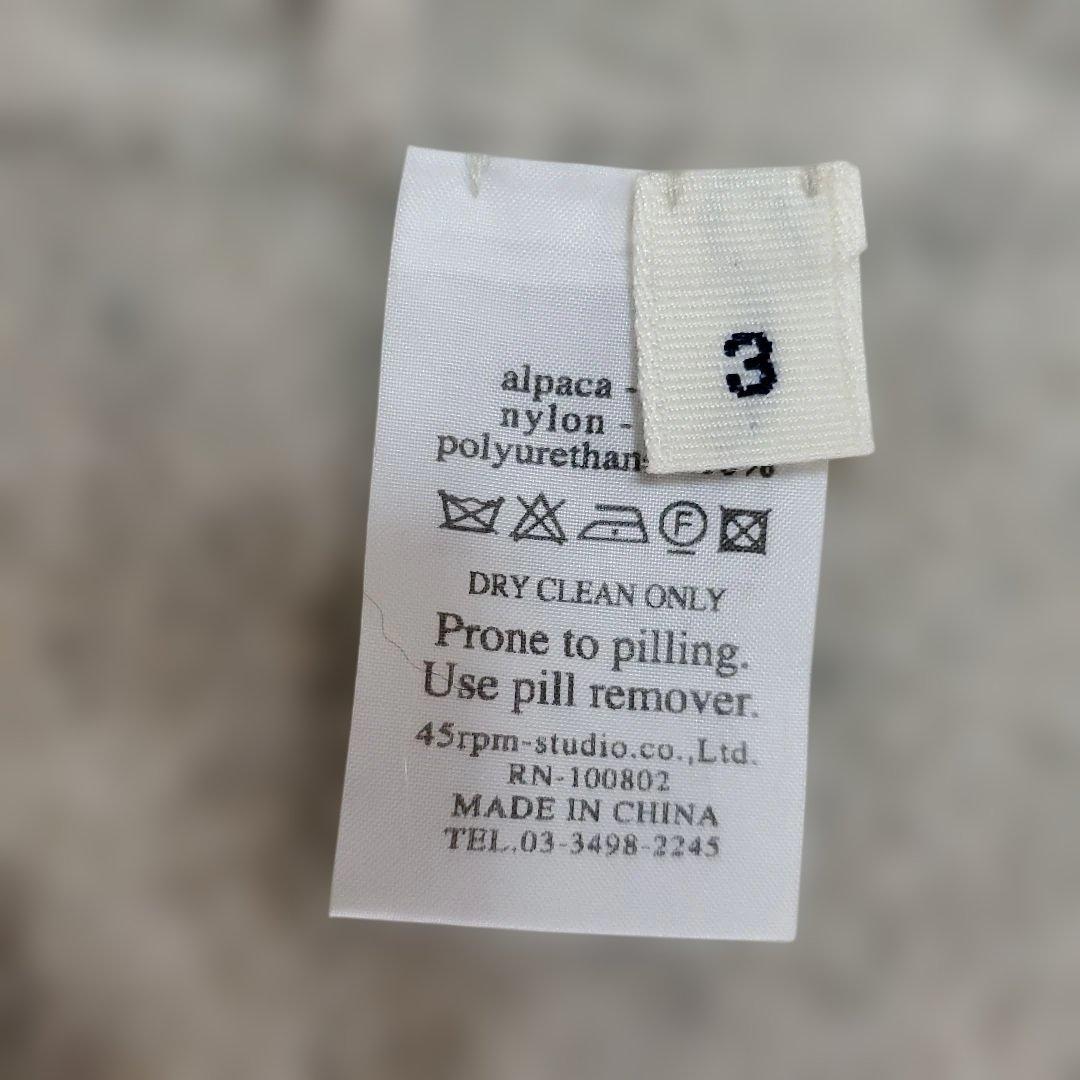 3
alpaca -
nylon -
polyurethan
%
F
DRY CLEAN ONLY
Prone to pilling.
Use pill remover.
45rpm-studio.co.,Ltd.
RN-100802
MADE IN CHINA
TEL.03-3498-2245